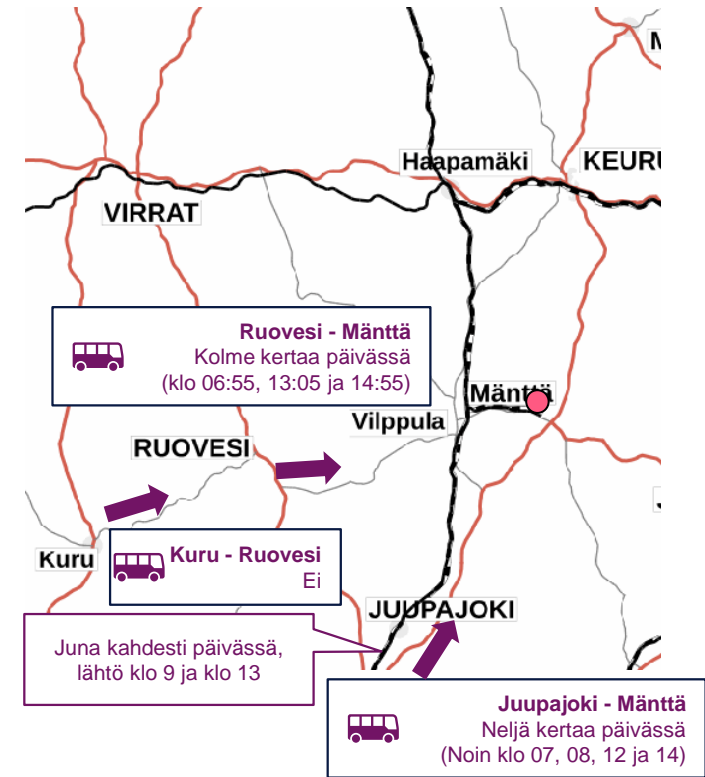 Haapamäki
VIRRAT
Ruovesi - Mänttä
Kolme kertaa päivässä
(klo 06:55, 13:05 ja 14:55)
Mänttä
Vilppula
RUOVESI
Kuru - Ruovesi
Ei
Kuru
JUUPAJOKI
Juna kahdesti päivässä,
lähtö klo 9 ja klo 13
Juupajoki - Mänttä
Neljä kertaa päivässä
(Noin klo 07, 08, 12 ja 14)